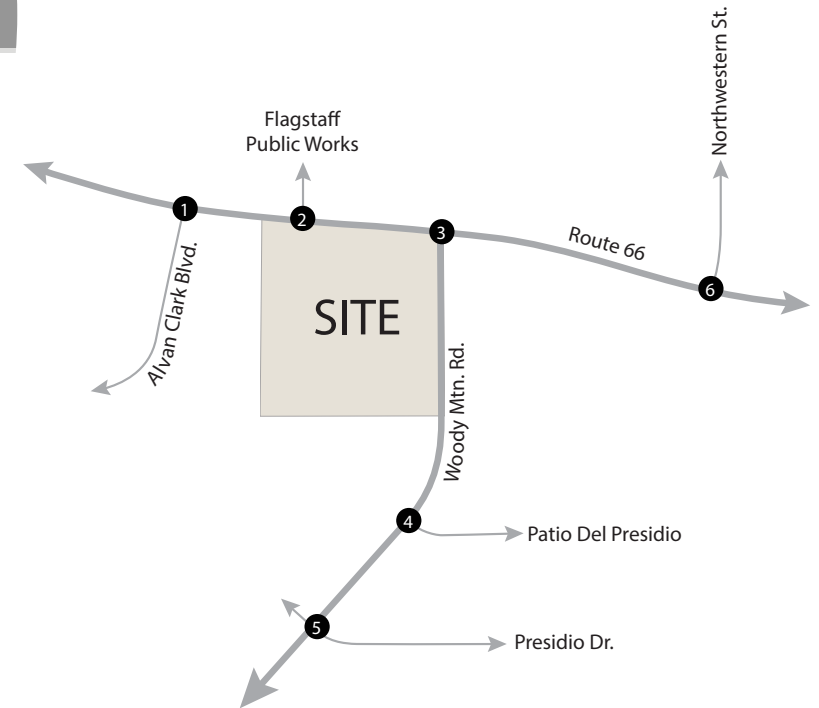 Northwestern St.
Flagstaff
Public Works
1
2
3
Route 66
6
Alvan Clark Blvd.
SITE
Woody Mtn. Rd.
4
Patio Del Presidio
5
Presidio Dr.